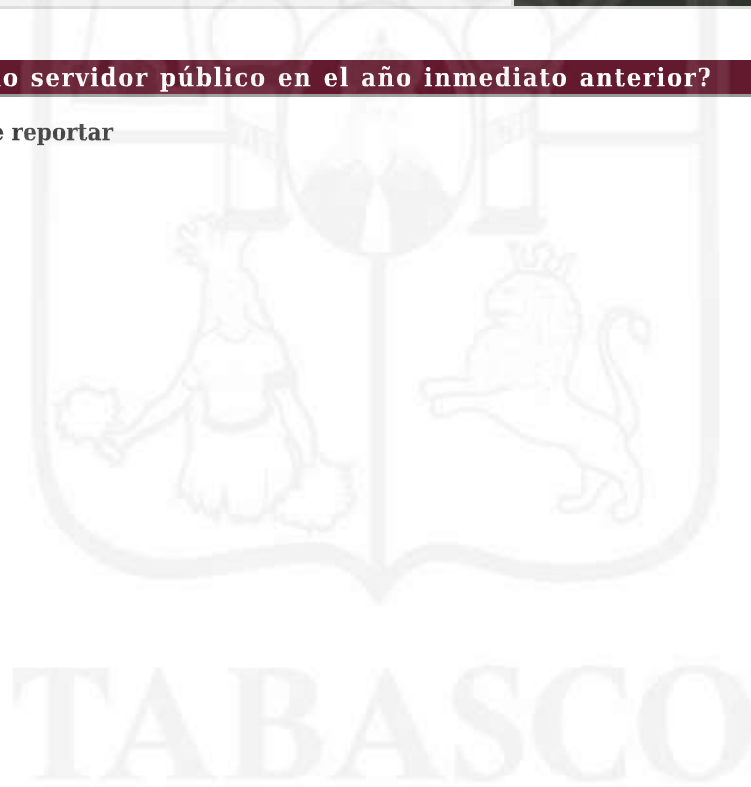 o servidor público en el año inmediato anterior?
e reportar
TABASCO